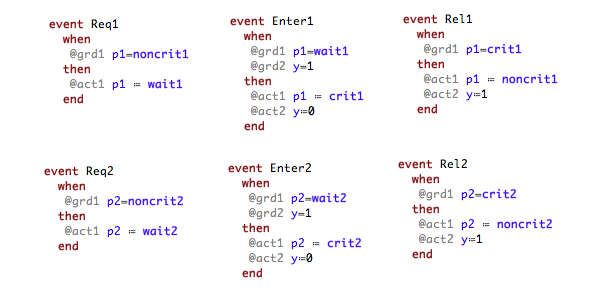 event Req1
when
@grd1 p1=noncrit1
then
@act1 p1 ≔ wait1
end
event Enter1
when
@grd1 p1=wait1
@grd2 y=1
then
@act1 p1 ≔ crit1
@act2 y≔0
end
event Rel1
when
@grd1 p1=crit1
then
@act1 p1 ≔ noncrit1
@act2 y≔1
end
event Req2
when
@grd1 p2=noncrit2
then
@act1 p2 ≔ wait2
end
event Enter2
when
@grd1 p2=wait2
@grd2 y=1
then
@act1 p2 ≔ crit2
@act2 y≔0
end
event Rel2
when
@grd1 p2=crit2
then
@act1 p2 ≔ noncrit2
@act2 y≔1
end